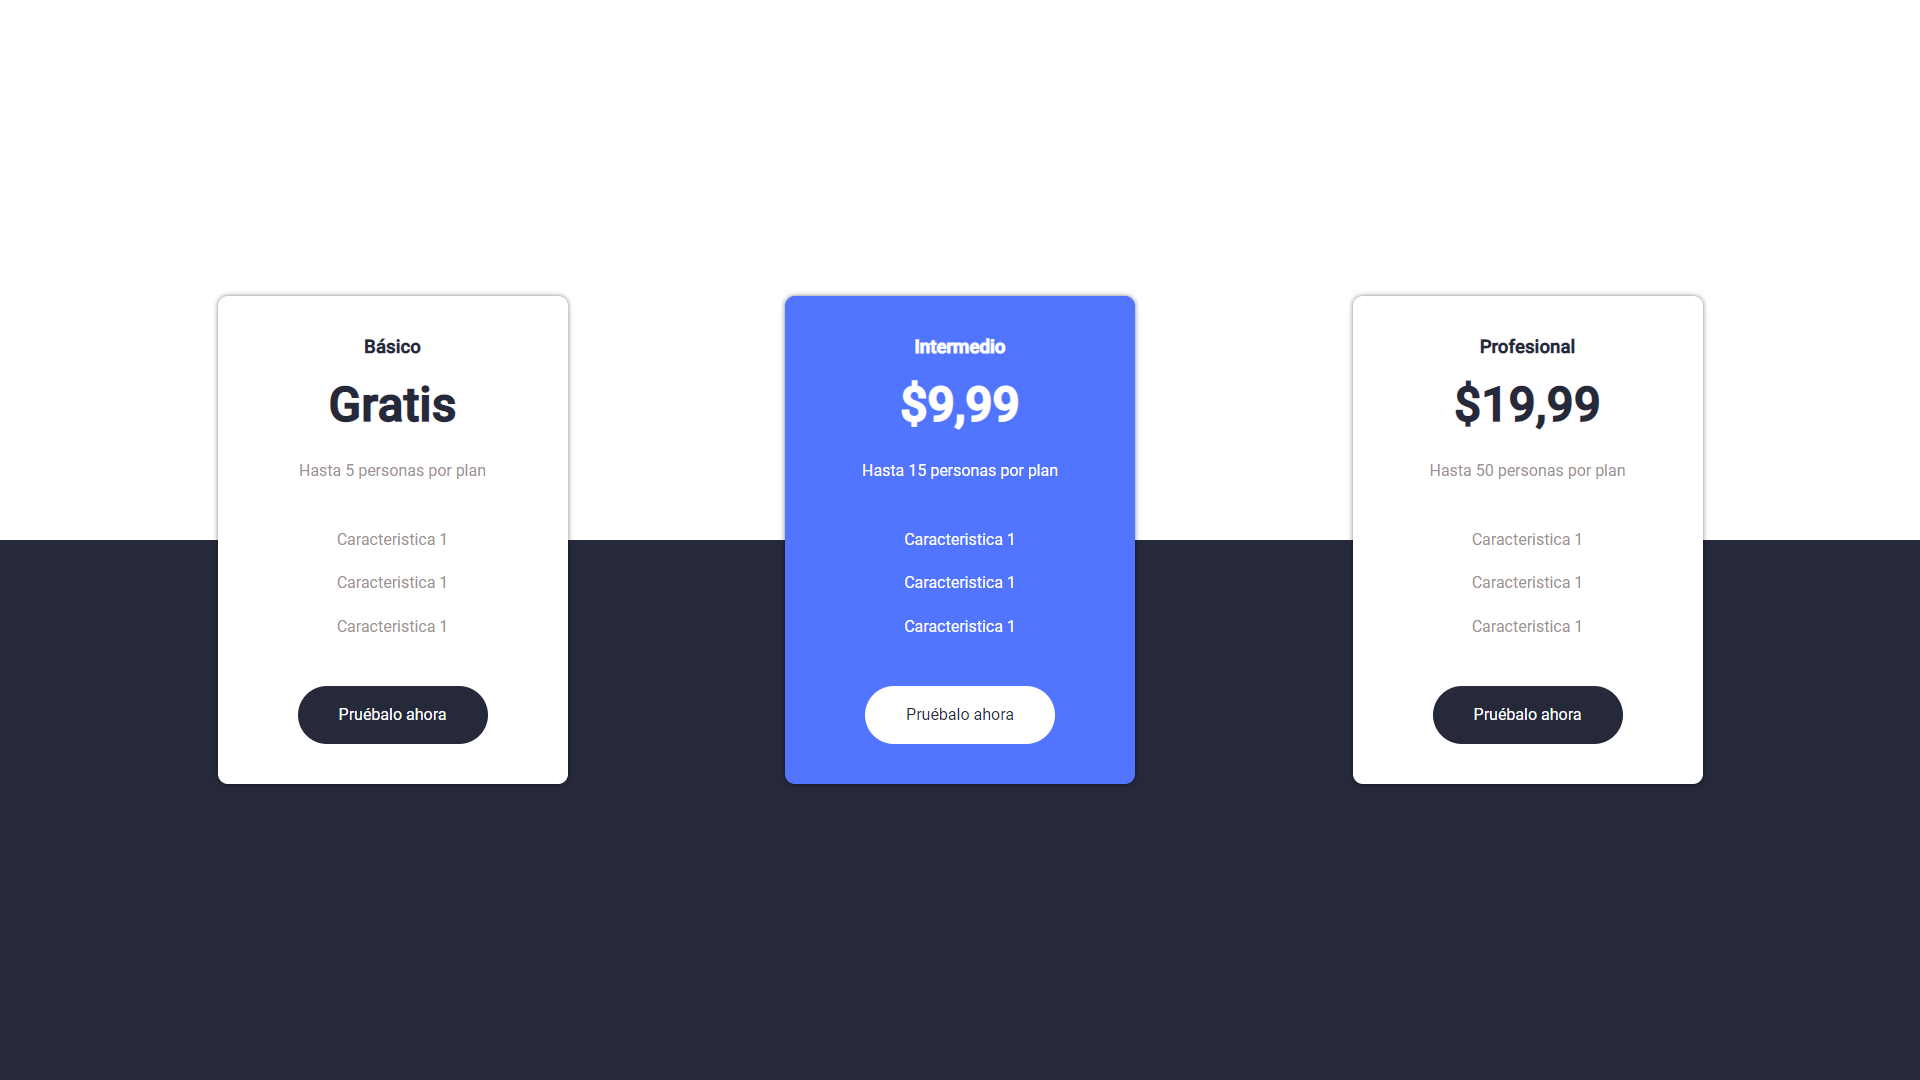 Básico
Gratis
Hasta 5 personas por plan
Caracteristica 1
Caracteristica 1
Caracteristica 1
Pruébalo ahora
Intermedio
$9,99
Hasta 15 personas por plan
Caracteristica 1
Caracteristica 1
Caracteristica 1
Pruébalo ahora
Profesional
$19,99
Hasta 50 personas por plan
Caracteristica 1
Caracteristica 1
Caracteristica 1
Pruébalo ahora